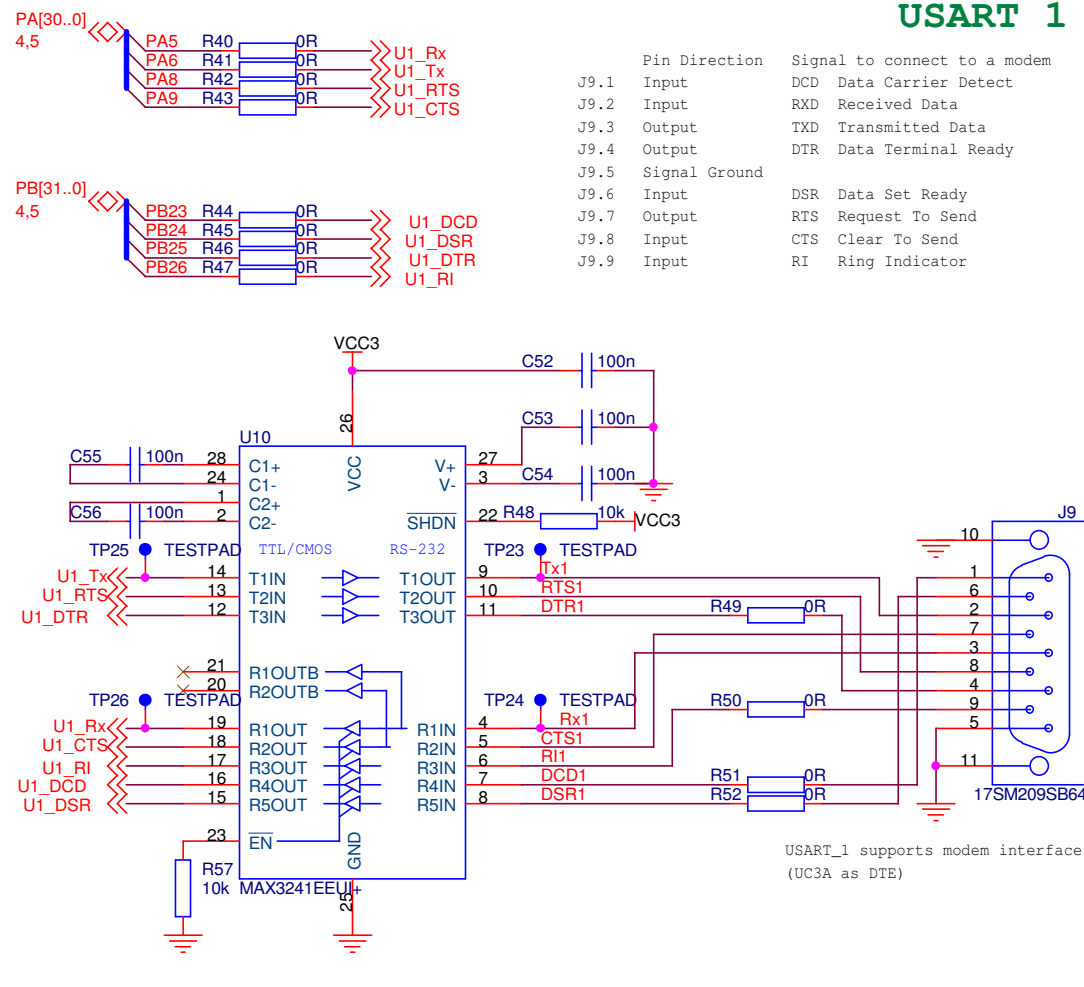 USART 1
PA[30..0]
4,5
PA5 R40 0R U1_Rx
PA6 R41 0R U1_Tx
PA8 R42 0R U1_RTS
PA9 R43 0R U1_CTS
Pin Direction Signal to connect to a modem
J9.1 Input DCD Data Carrier Detect
J9.2 Input RXD Received Data
J9.3 Output TXD Transmitted Data
J9.4 Output DTR Data Terminal Ready
J9.5 Signal Ground
J9.6 Input DSR Data Set Ready
J9.7 Output RTS Request To Send
J9.8 Input CTS Clear To Send
J9.9 Input RI Ring Indicator
PB[31..0]
4,5
PB23 R44 0R U1_DCD
PB24 R45 0R U1_DSR
PB25 R46 0R U1_DTR
PB26 R47 0R U1_RI
VCC3
C52 100n
26
C53 100n
U10
VCC
C55 100n 28 C1+ V+ 27
24 C1- V- 3 C54 100n
1 C2+
C56 100n 2 C2- SHDN 22 R48 10k VCC3
J9
10
TP25 TESTPAD TTL/CMOS RS-232 TP23 TESTPAD
U1_Tx 14 T1IN T1OUT 9 Tx1 1
U1_RTS 13 T2IN T2OUT 10 RTS1 6
U1_DTR 12 T3IN T3OUT 11 DTR1 R49 0R 2
7
3
21 R1OUTB 8
20 R2OUTB 4
TP26 TESTPAD TP24 TESTPAD R50 0R 9
U1_Rx 19 R1OUT R1IN 4 Rx1 5
U1_CTS 18 R2OUT R2IN 5 CTS1
U1_RI 17 R3OUT R3IN 6 RI1 11
U1_DCD 16 R4OUT R4IN 7 DCD1 R51 0R
U1_DSR 15 R5OUT R5IN 8 DSR1 R52 0R
17SM209SB64
23 EN GND
R57
10k MAX3241EEUI+
25
USART_1 supports modem interface
(UC3A as DTE)